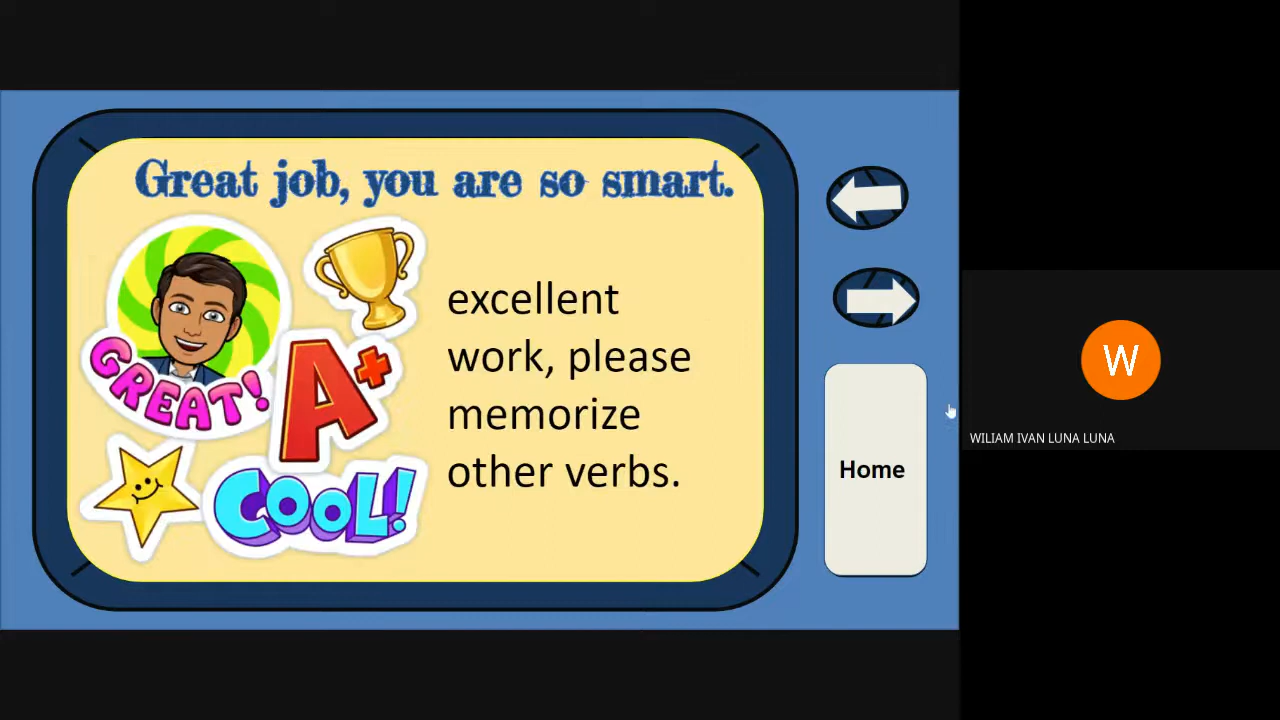 Great job, you are so smart.
GREAT!
A+
COOL!
excellent
work, please
memorize
other verbs.
Home
W
WILIAM IVAN LUNA LUNA